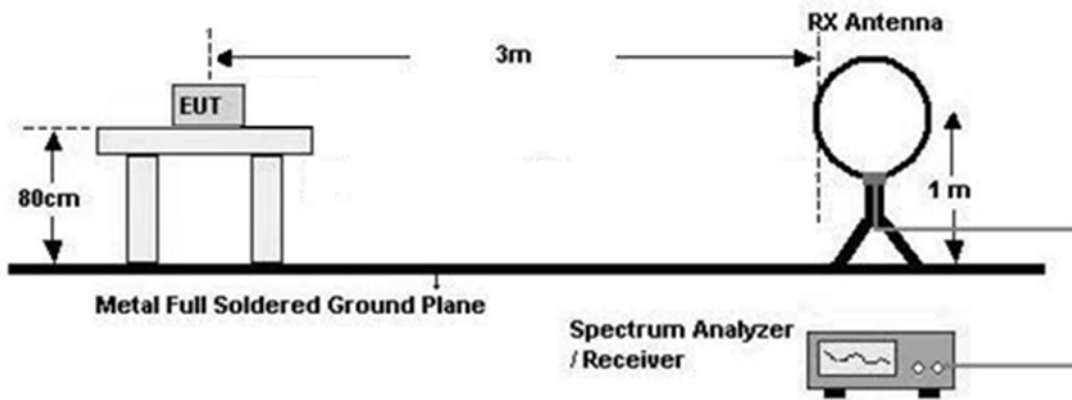 RX Antenna
3m
EUT
80cm
1 m
Metal Full Soldered Ground Plane
Spectrum Analyzer
/ Receiver